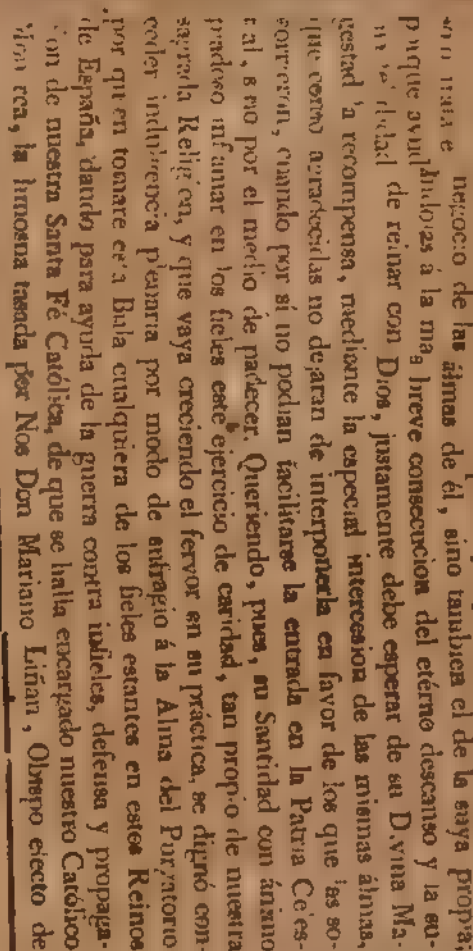 negocio de las álmas de él, sino tambien el de la suya propia
porque ayudándolas á la mas breve consecucion del etérno descanso y la su
de reinar con Dios, justamente debe esperar de su Divina Ma-
gestad la recompensa, mediante la especial intercesion de las mismas álmas,
que como agradecidas no dejaran de interponerla en favor de los que las so-
corrieron, cuando por sí no podian facilitarse la entrada en la Patria Celes-
tial, sino por el medio de padecer. Queriendo, pues, su Santidad con ánimo
piadoso inflamar en los fieles este ejercicio de caridad, tan propio de nuestra
sagrada Religion, y que vaya creciendo el fervor en su práctica, se dignó con-
ceder indulgencia plenaria por modo de sufragio á la Alma del Purgatorio
por quien tomare esta Bula cualquiera de los fieles estantes en estos Reinos
de España, dando para ayuda de la guerra contra infieles, defensa y propaga-
cion de nuestra Santa Fé Católica, de que se halla encargado nuestro Católico
la limosna tasada por Nos Don Mariano Liñan, Obispo electo de